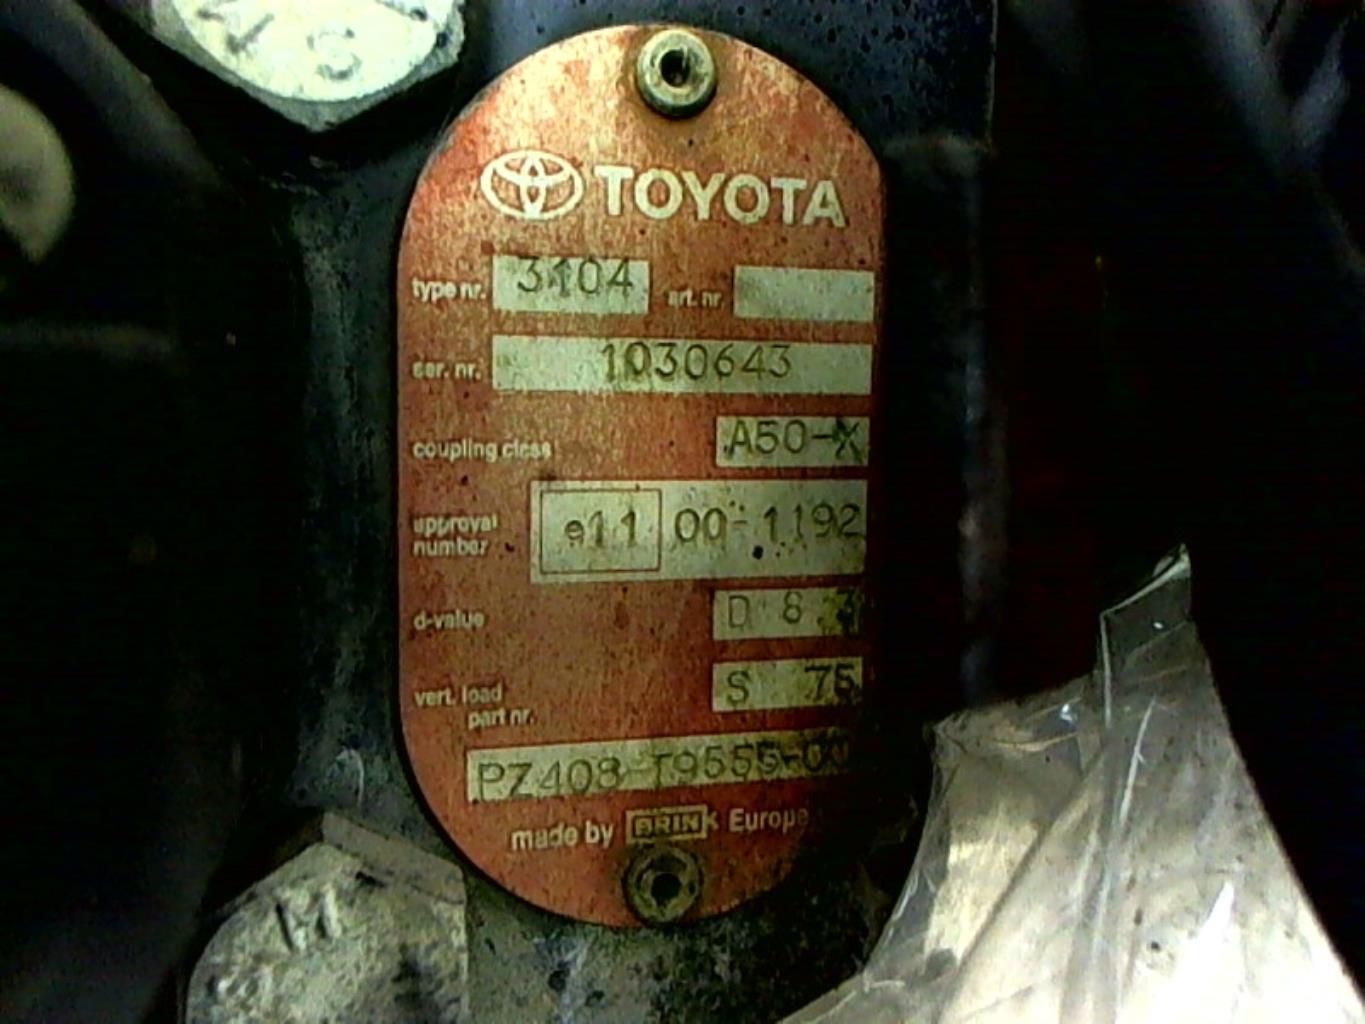 TOYOTA
type nr. 3104 art. nr.
ser. nr. 1030643
coupling class A50-X
approval number e11 00-1192
d-value D 8.3
vert. load S 75
part nr.
PZ408-T9555-00
made by BRINK Europe